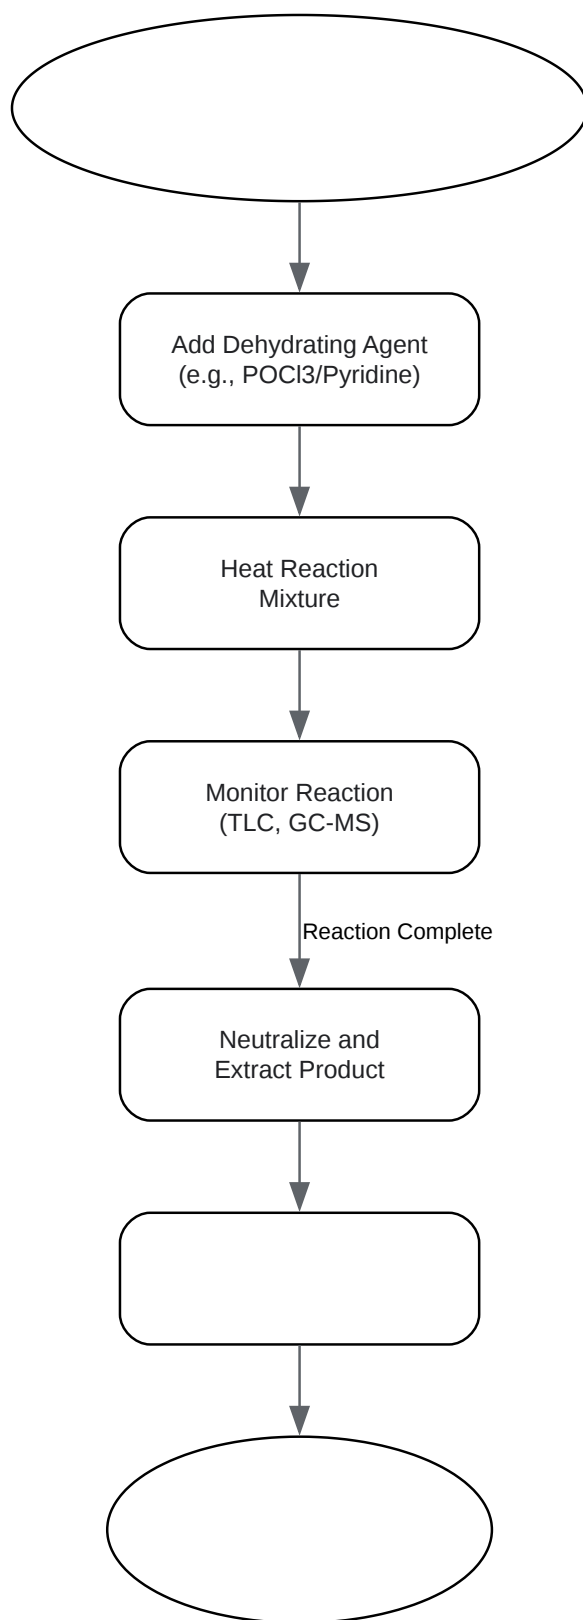 Add Dehydrating Agent
(e.g., POCl3/Pyridine)
Heat Reaction
Mixture
Monitor Reaction
(TLC, GC-MS)
Reaction Complete
Neutralize and
Extract Product